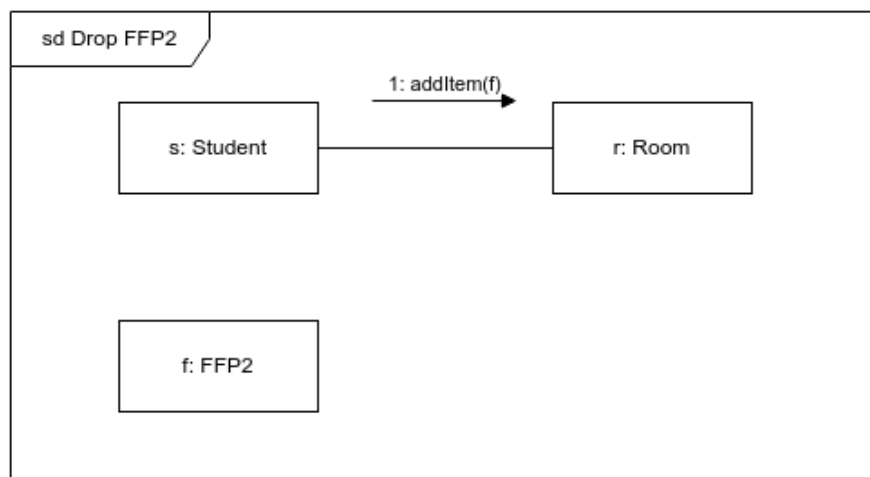 sd Drop FFP2
1: addItem(f)
s: Student
r: Room
f: FFP2